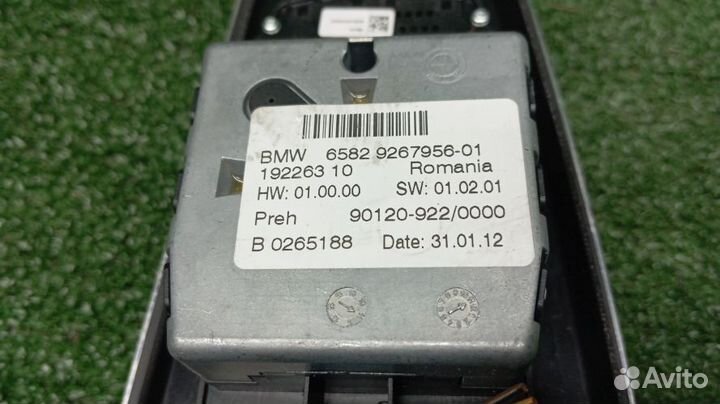 BMW 6582 9267956-01
192263 10 Romania
HW: 01.00.00 SW: 01.02.01
Preh 90120-922/0000
B 0265188 Date: 31.01.12
Avito